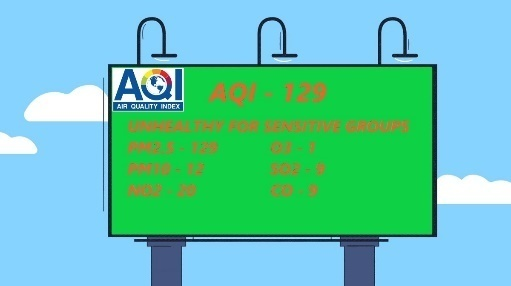 AQI
AIR QUALITY INDEX
AQI - 129
UNHEALTHY FOR SENSITIVE GROUPS
PM2.5 - 129 O3 - 1
PM10 - 12 SO2 - 9
NO2 - 20 CO - 9